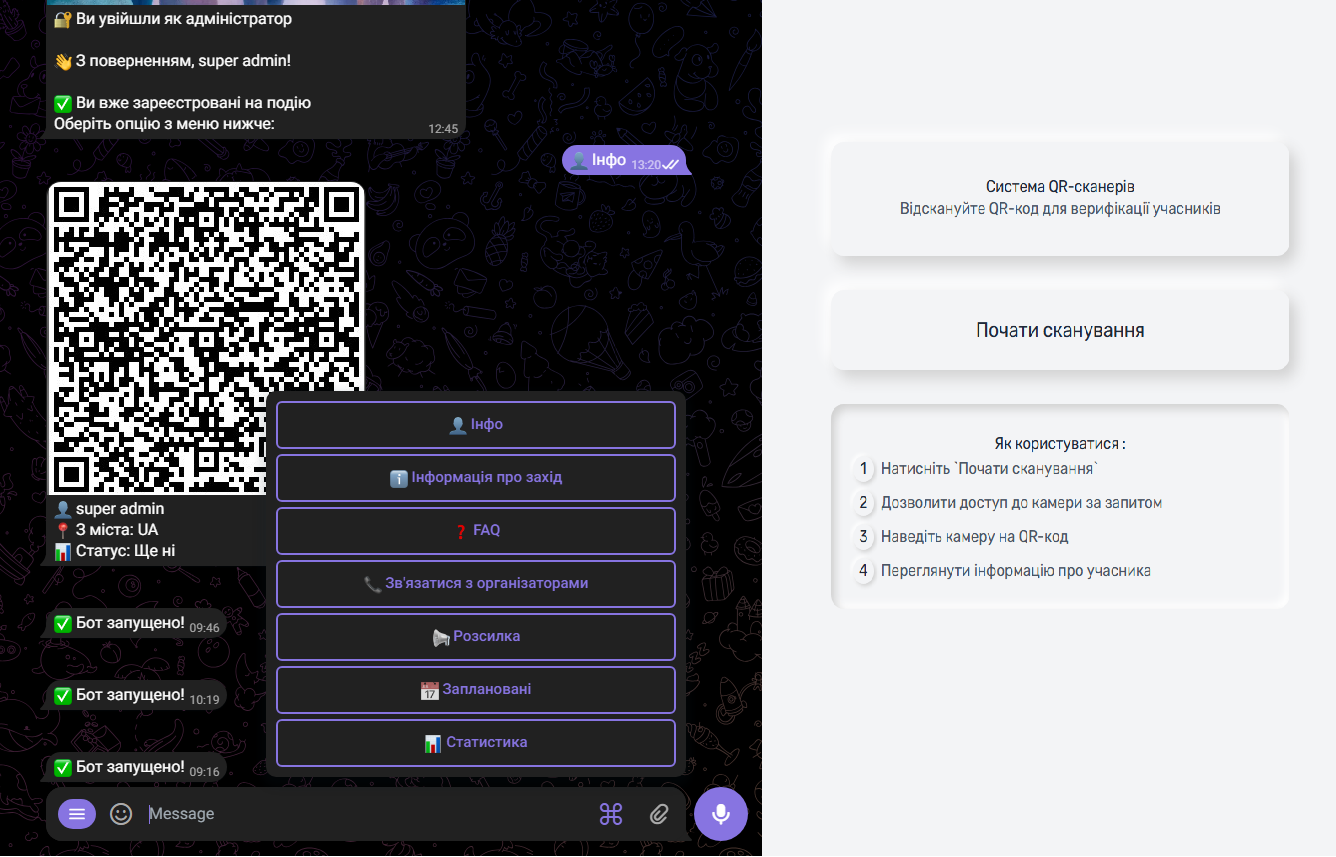 🔐 Ви увійшли як адміністратор
👋 З поверненням, super admin!
✅ Ви вже зареєстровані на подію
Оберіть опцію з меню нижче:
12:45
👤 Інфо 13:20
👤 super admin
📍 З міста: UA
📊 Статус: Ще ні
✅ Бот запущено! 09:46
✅ Бот запущено! 10:19
✅ Бот запущено! 09:16
👤 Інфо
ℹ️ Інформація про захід
❓ FAQ
📞 Зв'язатися з організаторами
📢 Розсилка
📅 Заплановані
📊 Статистика
Message
Система QR-сканерів
Відскануйте QR-код для верифікації учасників
Почати сканування
Як користуватися :
1 Натисніть `Почати сканування`
2 Дозволити доступ до камери за запитом
3 Наведіть камеру на QR-код
4 Переглянути інформацію про учасника